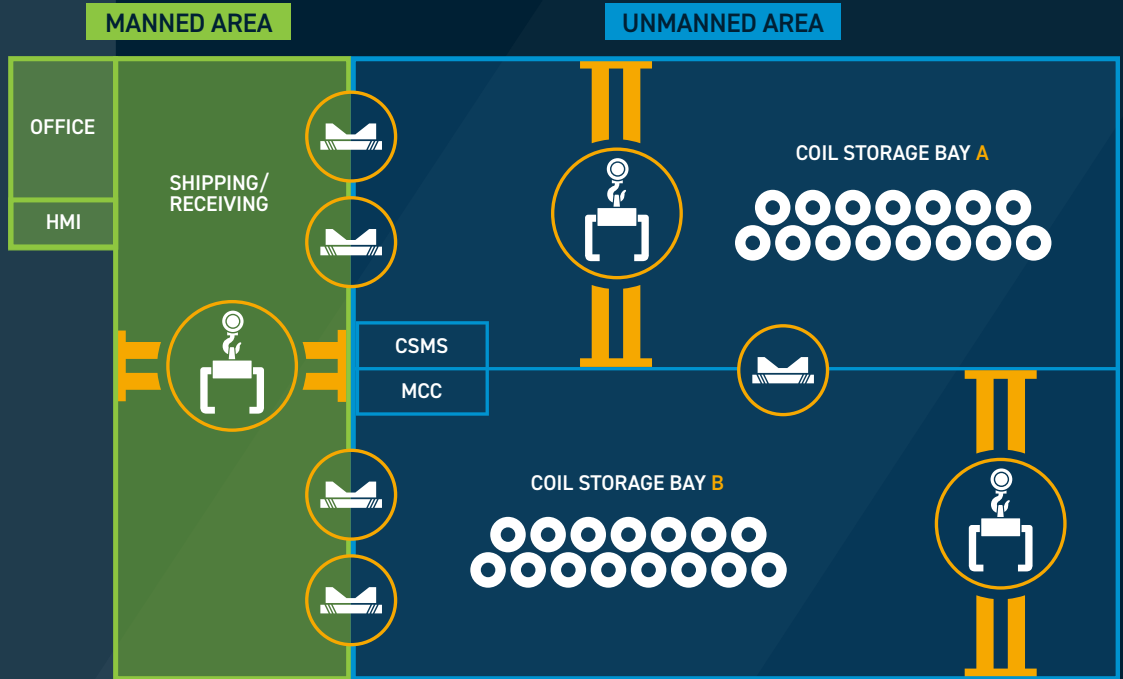 MANNED AREA
UNMANNED AREA
OFFICE
HMI
SHIPPING/
RECEIVING
COIL STORAGE BAY A
CSMS
MCC
COIL STORAGE BAY B